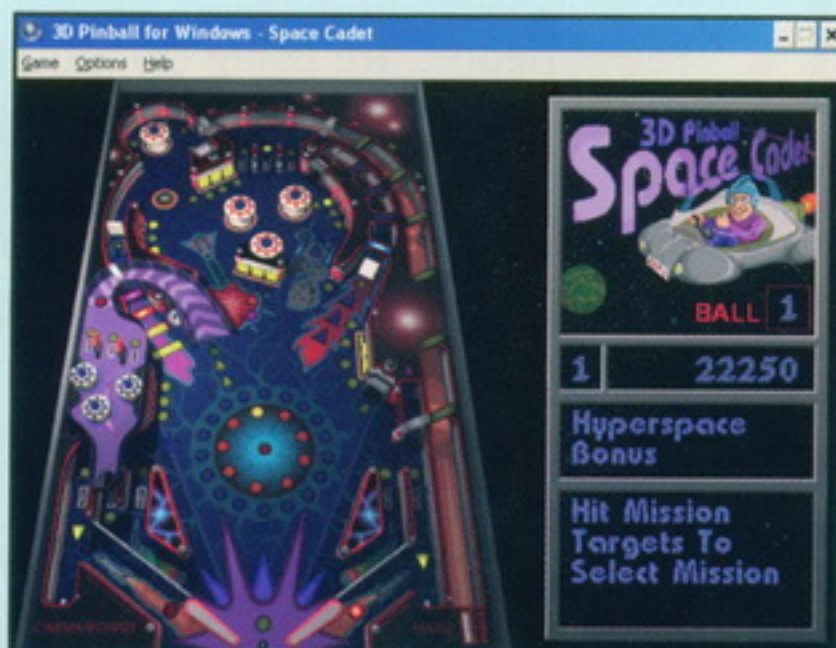 3D Pinball for Windows - Space Cadet
Game Options Help
3D Pinball
Space Cadet
BALL 1
1 22250
Hyperspace
Bonus
Hit Mission
Targets To
Select Mission